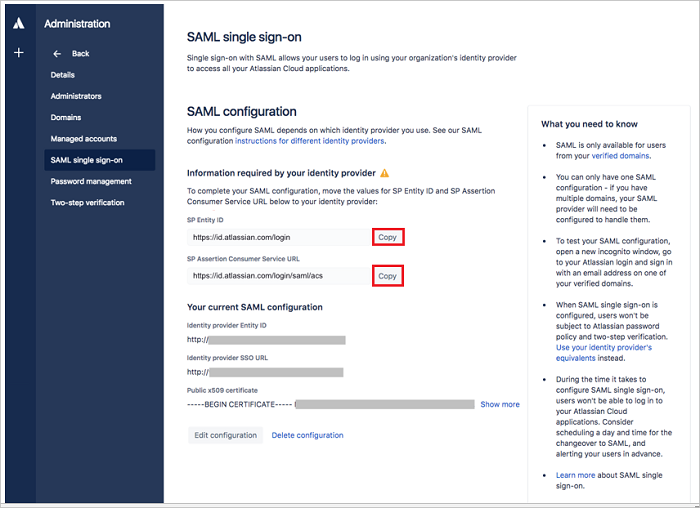 Administration
Back
Details
Administrators
Domains
Managed accounts
SAML single sign-on
Password management
Two-step verification
SAML single sign-on
Single sign-on with SAML allows your users to log in using your organization's identity provider
to access all your Atlassian Cloud applications.
SAML configuration
How you configure SAML depends on which identity provider you use. See our SAML
configuration instructions for different identity providers.
Information required by your identity provider
To complete your SAML configuration, move the values for SP Entity ID and SP Assertion
Consumer Service URL below to your identity provider:
SP Entity ID
https://id.atlassian.com/login Copy
SP Assertion Consumer Service URL
https://id.atlassian.com/login/saml/acs Copy
Your current SAML configuration
Identity provider Entity ID
http://
Identity provider SSO URL
http://
Public x509 certificate
-----BEGIN CERTIFICATE----- Show more
Edit configuration Delete configuration
What you need to know
• SAML is only available for users
from your verified domains.
• You can only have one SAML
configuration - if you have
multiple domains, your SAML
provider will need to be
configured to handle them.
• To test your SAML configuration,
open a new incognito window, go
to your Atlassian login and sign in
with an email address on one of
your verified domains.
• When SAML single sign-on is
configured, users won't be
subject to Atlassian password
policy and two-step verification.
Use your identity provider's
equivalents instead.
• During the time it takes to
configure SAML single sign-on,
users won't be able to log in to
your Atlassian Cloud
applications. Consider
scheduling a day and time for the
changeover to SAML, and
alerting your users in advance.
• Learn more about SAML single
sign-on.